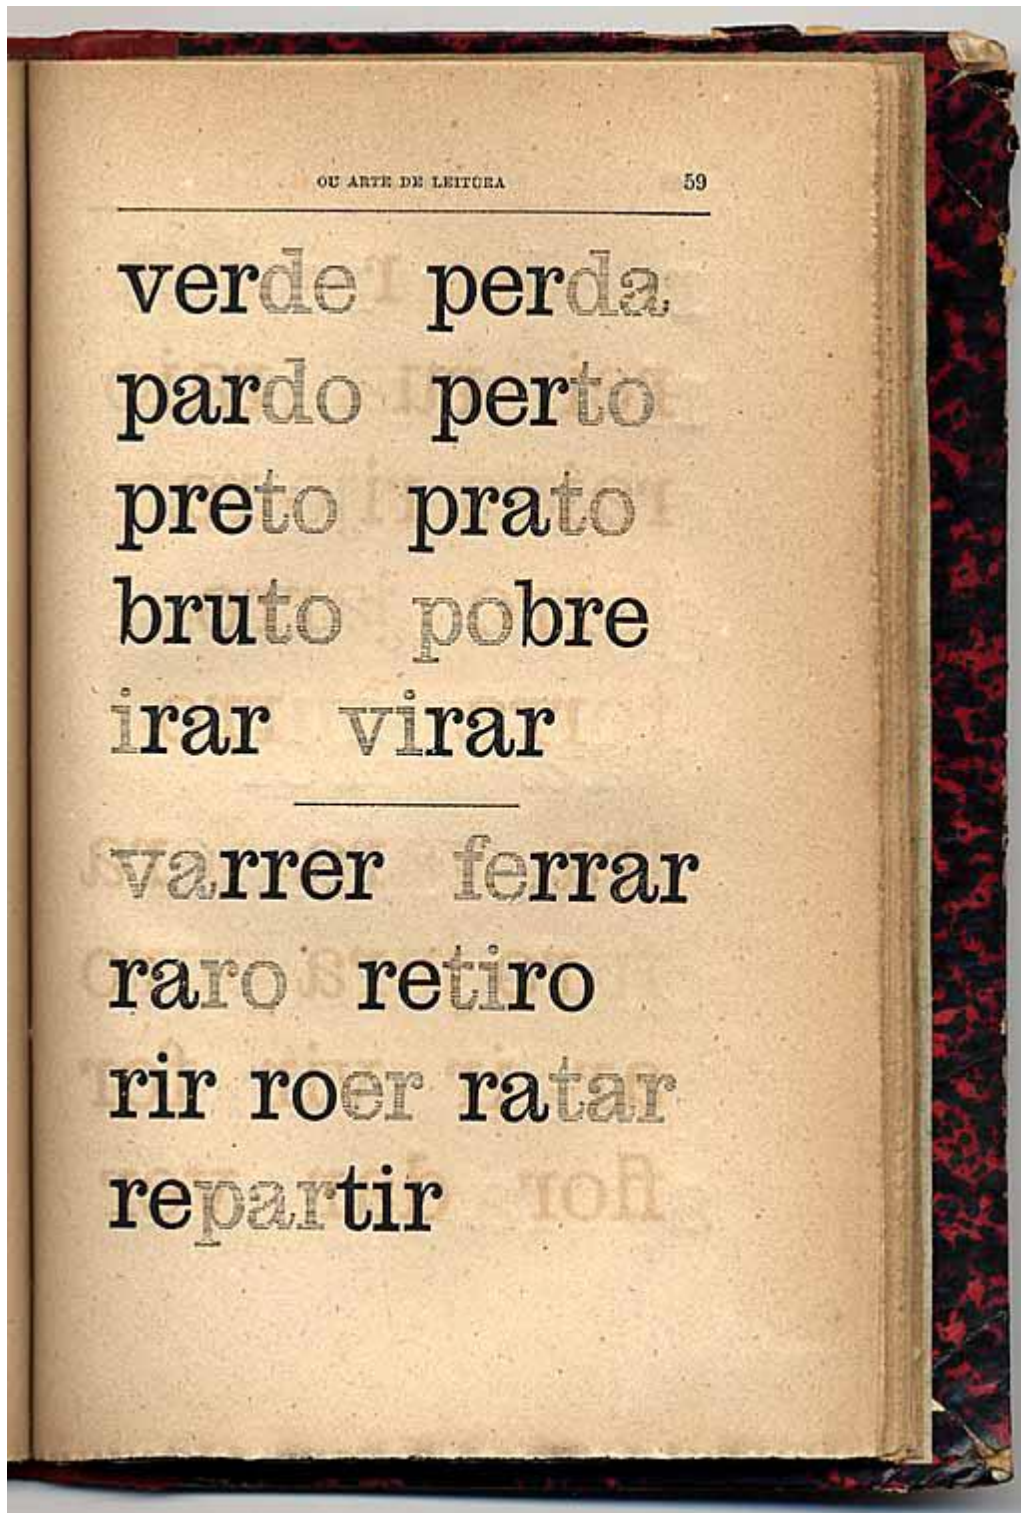 OU ARTE DE LEITURA 59
verde perda
pardo perto
preto prato
bruto pobre
irar virar
varrer ferrar
raro retiro
rir roer ratar
repartir